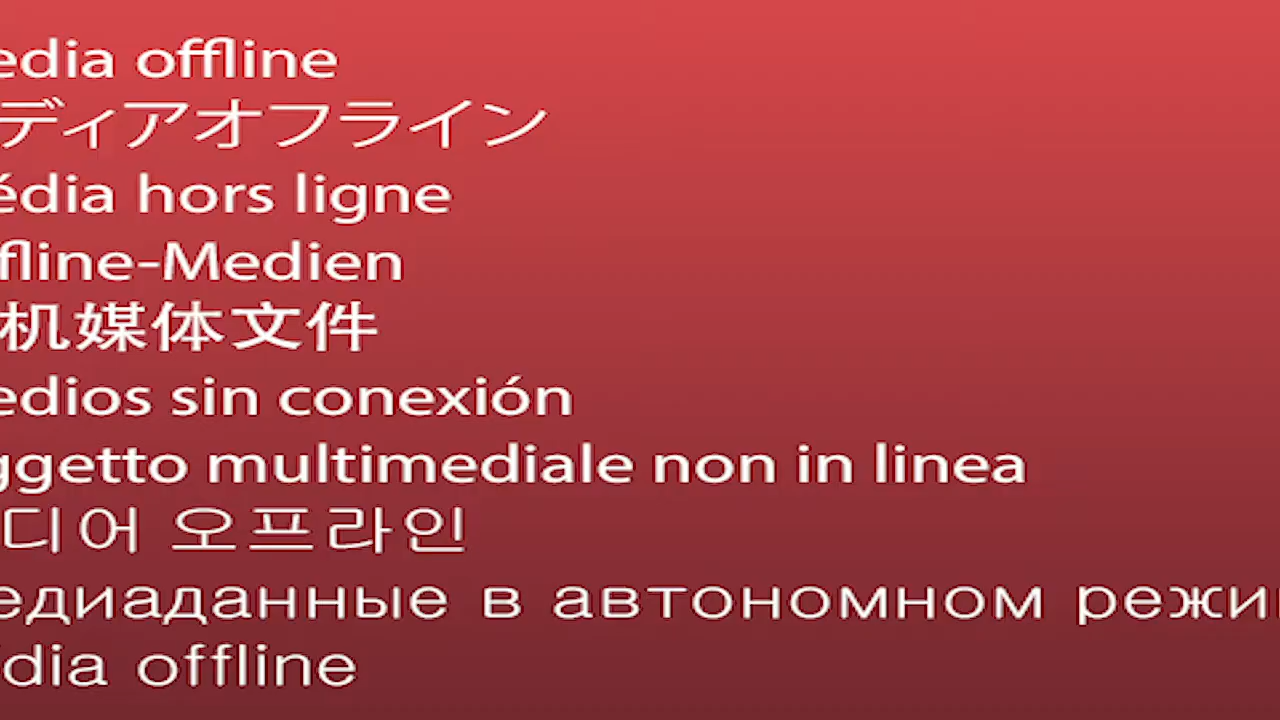 edia offline
ディアオフライン
édia hors ligne
fline-Medien
机媒体文件
edios sin conexión
ggetto multimediale non in linea
디어 오프라인
едиаданные в автономном режи
dia offline